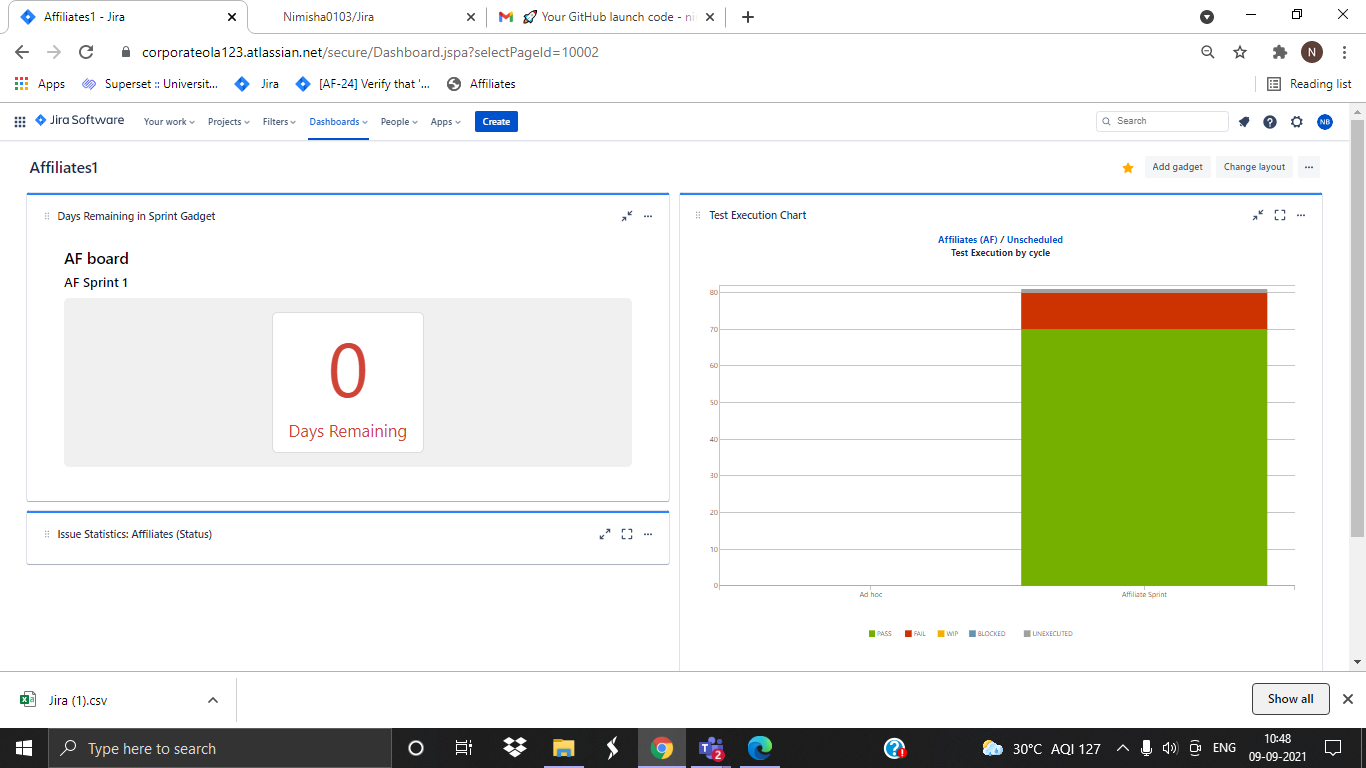 Affiliates1 - Jira
Nimisha0103/Jira
Your GitHub launch code - ni
corporateola123.atlassian.net/secure/Dashboard.jspa?selectPageId=10002
N
Apps
Superset :: Universit...
Jira
[AF-24] Verify that '...
Affiliates
Reading list
Jira Software
Your work
Projects
Filters
Dashboards
People
Apps
Create
Search
NB
Affiliates1
Add gadget
Change layout
Days Remaining in Sprint Gadget
AF board
AF Sprint 1
0
Days Remaining
Issue Statistics: Affiliates (Status)
Test Execution Chart
Affiliates (AF) / Unscheduled
Test Execution by cycle
80
70
60
50
40
30
20
10
0
Ad hoc
Affiliate Sprint
PASS
FAIL
WIP
BLOCKED
UNEXECUTED
Jira (1).csv
Show all
Type here to search
2
30°C AQI 127
ENG
10:48
09-09-2021